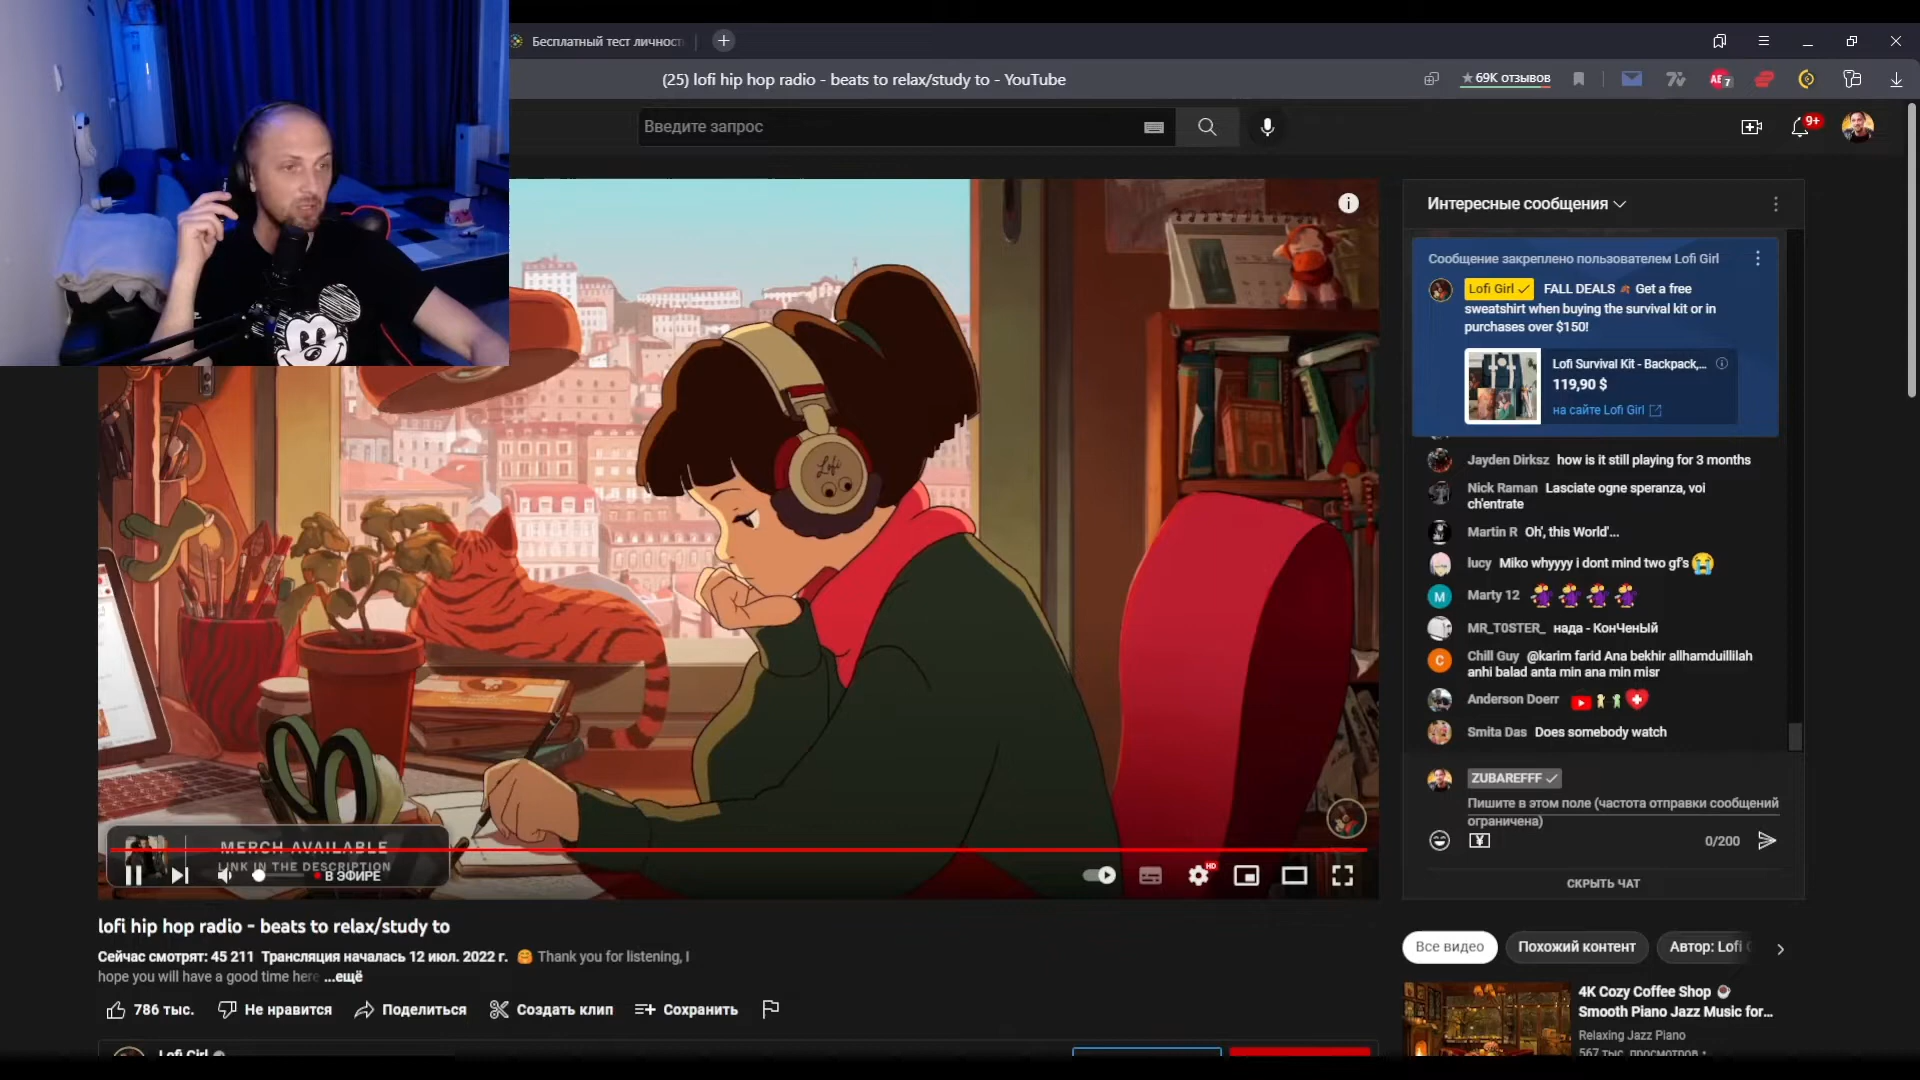 Бесплатный тест личност
(25) lofi hip hop radio - beats to relax/study to - YouTube
★ 69K отзывов
7
Введите запрос
9+
Интересные сообщения
Сообщение закреплено пользователем Lofi Girl
Lofi Girl FALL DEALS 🍂 Get a free
sweatshirt when buying the survival kit or in
purchases over $150!
Lofi Survival Kit - Backpack,...
119,90 $
на сайте Lofi Girl
Jayden Dirksz how is it still playing for 3 months
Nick Raman Lasciate ogne speranza, voi
ch'entrate
Martin R Oh', this World'...
lucy Miko whyyyy i dont mind two gf's 😭
M Marty 12
MR_T0STER_ нада - КонЧеный
C Chill Guy @karim farid Ana bekhir allhamduillilah
anhi balad anta min ana min misr
Anderson Doerr
Smita Das Does somebody watch
ZUBAREFFF
Пишите в этом поле (частота отправки сообщений
ограничена)
0/200
СКРЫТЬ ЧАТ
Lofi
MERCH AVAILABLE
LINK IN THE DESCRIPTION
В ЭФИРЕ
HD
lofi hip hop radio - beats to relax/study to
Сейчас смотрят: 45 211 Трансляция началась 12 июл. 2022 г. 🤗 Thank you for listening, I
hope you will have a good time here ...ещё
786 тыс. Не нравится Поделиться Создать клип Сохранить
Lofi Girl
Все видео Похожий контент Автор: Lofi G
4K Cozy Coffee Shop ☕
Smooth Piano Jazz Music for...
Relaxing Jazz Piano
567 тыс. просмотров •